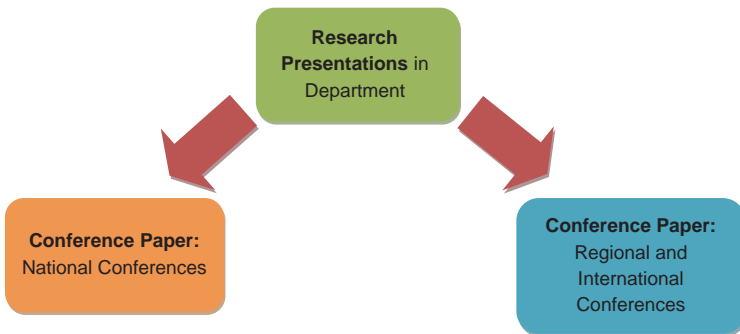 Research
Presentations in
Department
Conference Paper:
National Conferences
Conference Paper:
Regional and
International
Conferences